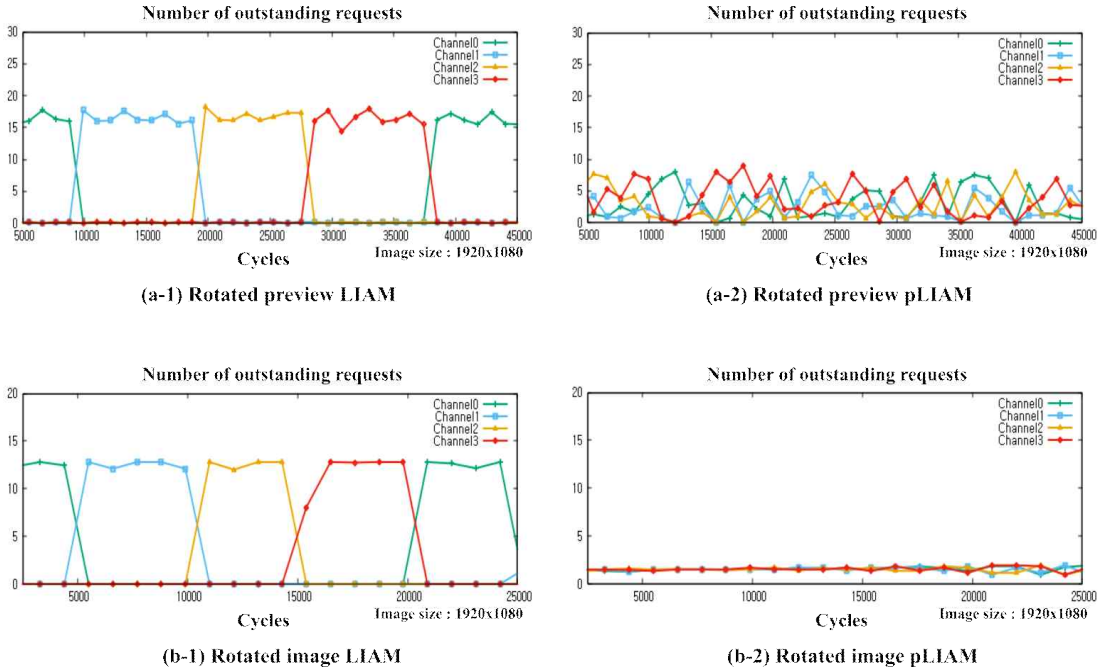 Number of outstanding requests
30
25
20
15
10
5
0
Channel0
Channel1
Channel2
Channel3
5000 10000 15000 20000 25000 30000 35000 40000 45000
Cycles
Image size : 1920x1080
(a-1) Rotated preview LIAM
Number of outstanding requests
30
25
20
15
10
5
0
Channel0
Channel1
Channel2
Channel3
5000 10000 15000 20000 25000 30000 35000 40000 45000
Cycles
Image size : 1920x1080
(a-2) Rotated preview pLIAM
Number of outstanding requests
20
15
10
5
0
Channel0
Channel1
Channel2
Channel3
5000 10000 15000 20000 25000
Cycles
Image size : 1920x1080
(b-1) Rotated image LIAM
Number of outstanding requests
20
15
10
5
0
Channel0
Channel1
Channel2
Channel3
5000 10000 15000 20000 25000
Cycles
Image size : 1920x1080
(b-2) Rotated image pLIAM